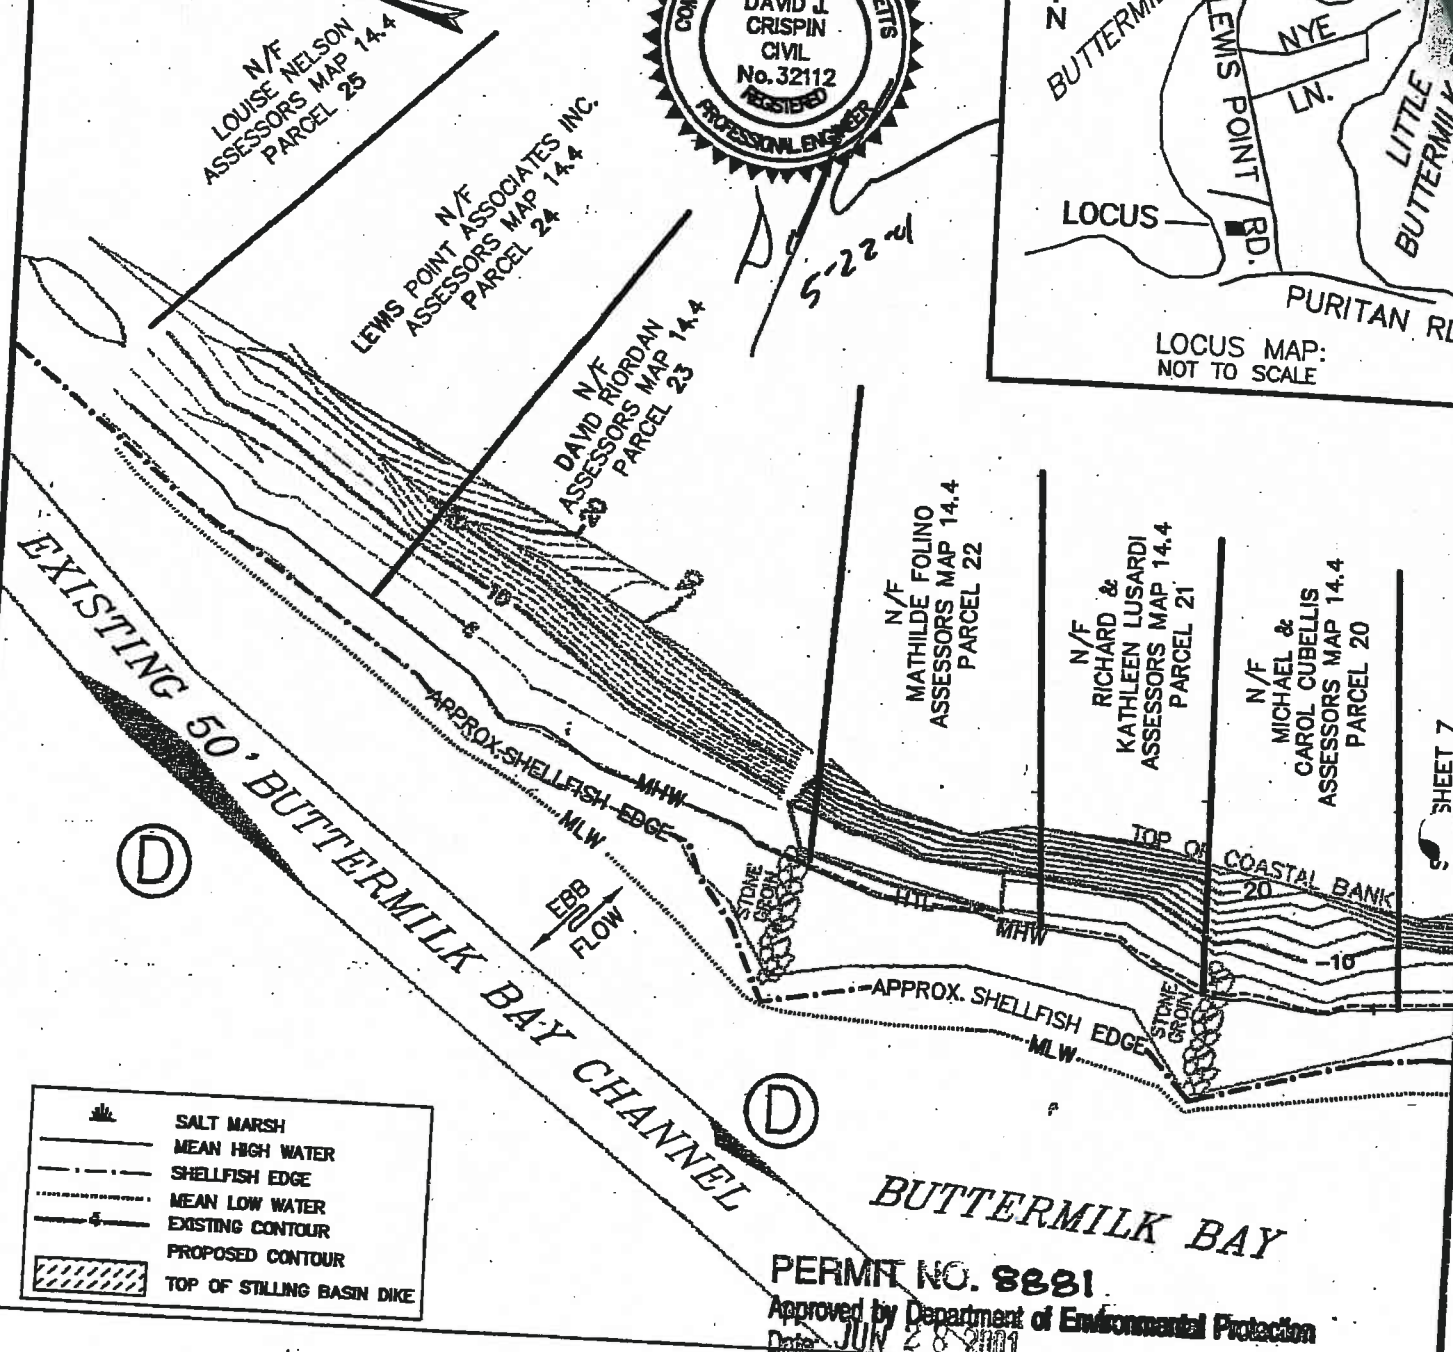 N/F
LOUISE NELSON
ASSESSORS MAP 14.4
PARCEL 25
N/F
LEWIS POINT ASSOCIATES INC.
ASSESSORS MAP 14.4
PARCEL 24
N/F
DAVID RIORDAN
ASSESSORS MAP 14.4
PARCEL 23
DAVID J.
CRISPIN
CIVIL
No. 32112
REGISTERED
PROFESSIONAL ENGINEER
5-22-01
N
NYE
LN.
LEWIS POINT
RD.
LITTLE
LOCUS
PURITAN
LOCUS MAP:
NOT TO SCALE
N/F
MATHILDE FOLINO
ASSESSORS MAP 14.4
PARCEL 22
N/F
RICHARD &
KATHLEEN LUSARDI
ASSESSORS MAP 14.4
PARCEL 21
N/F
MICHAEL &
CAROL CUBELLIS
ASSESSORS MAP 14.4
PARCEL 20
SHEET 7
20
10
TOP OF COASTAL BANK
20
-10
EXISTING 50' BUTTERMILK BAY CHANNEL
APPROX. SHELLFISH EDGE
MHW
MLW
STONE GROIN
HTL
MHW
EBB
FLOW
APPROX. SHELLFISH EDGE
MLW
STONE GROIN
D
D
BUTTERMILK BAY
SALT MARSH
MEAN HIGH WATER
SHELLFISH EDGE
MEAN LOW WATER
EXISTING CONTOUR
PROPOSED CONTOUR
TOP OF STILLING BASIN DIKE
PERMIT NO. 8881
Approved by Department of Environmental Protection
Date: JUN 28 2001